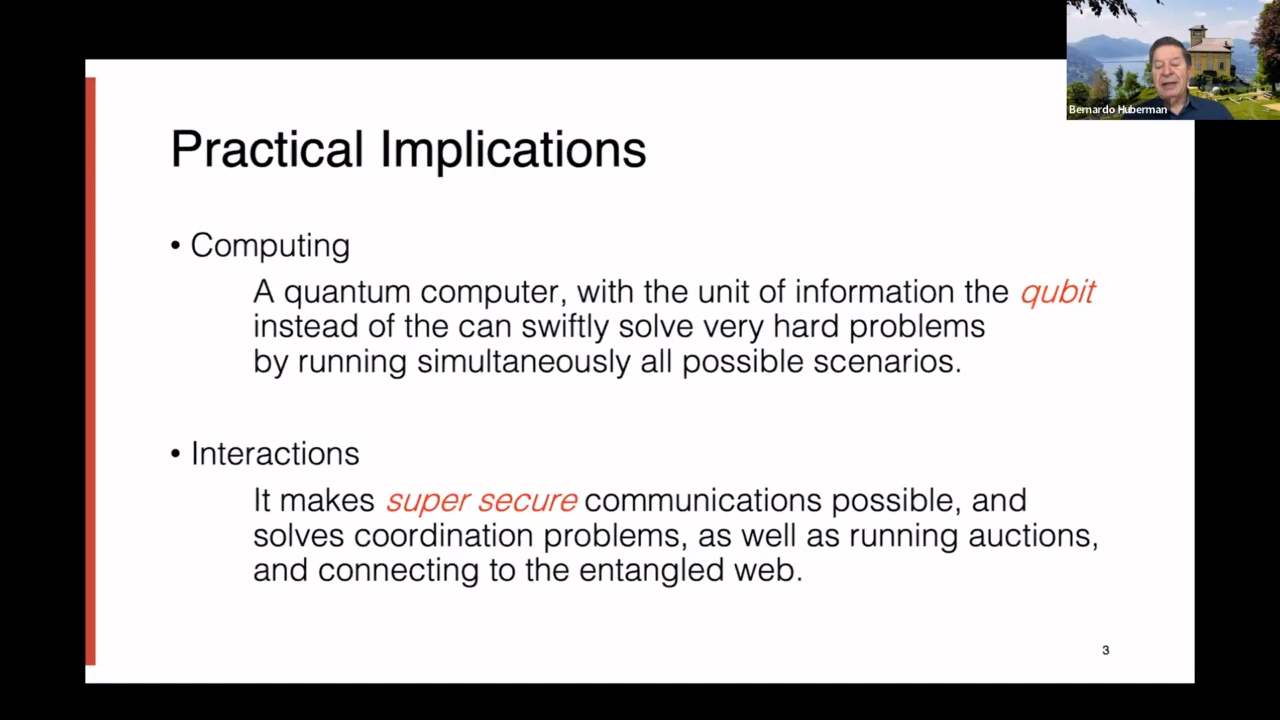 Bernardo Huberman
Practical Implications
• Computing
A quantum computer, with the unit of information the qubit
instead of the can swiftly solve very hard problems
by running simultaneously all possible scenarios.
• Interactions
It makes super secure communications possible, and
solves coordination problems, as well as running auctions,
and connecting to the entangled web.
3